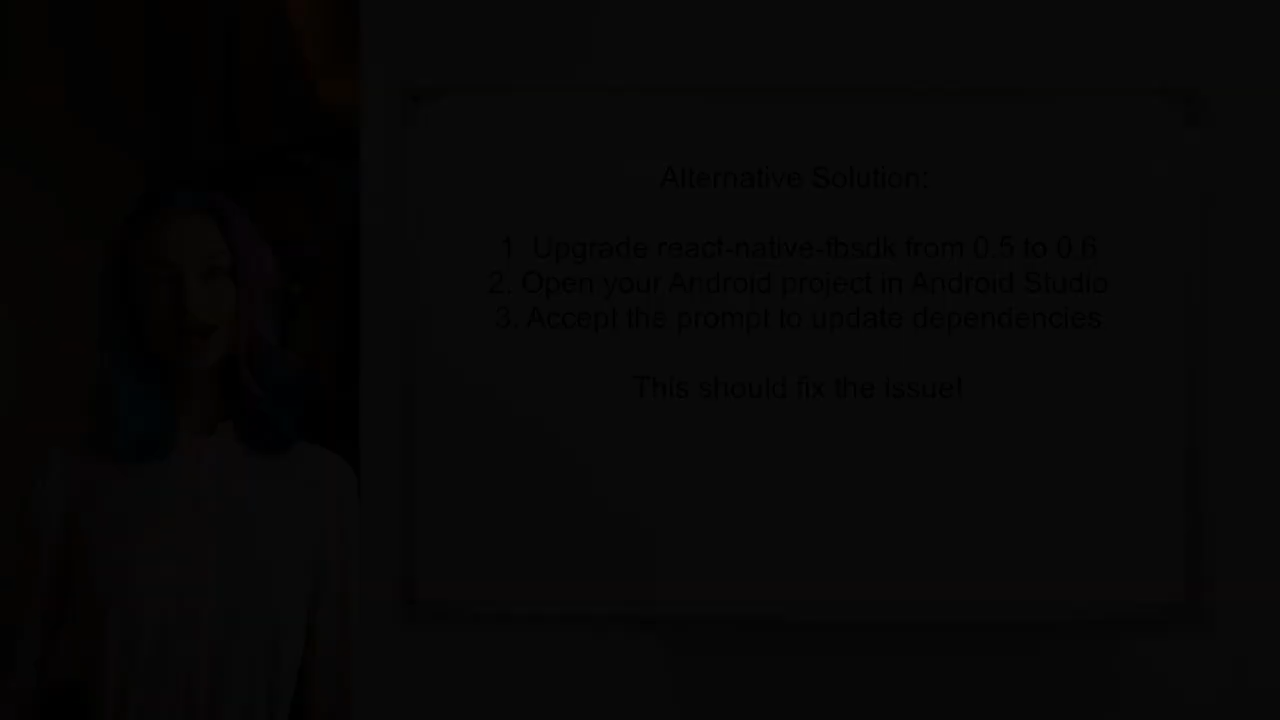 Alternative Solution:
1. Upgrade react-native-fbsdk from 0.5 to 0.6
2. Open your Android project in Android Studio
3. Accept the prompt to update dependencies
This should fix the issue!